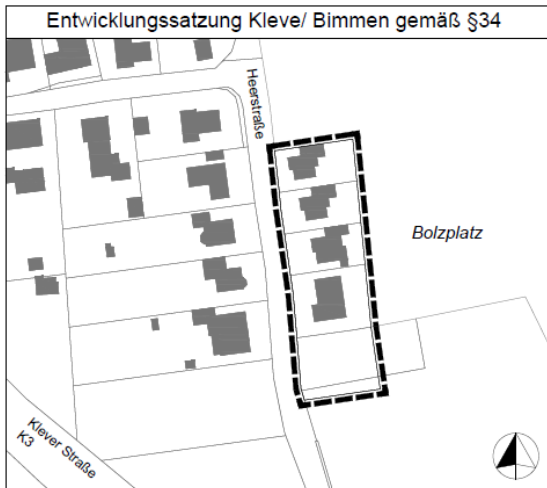 Entwicklungssatzung Kleve/ Bimmen gemäß §34
Heerstraße
Bolzplatz
Klever Straße
K3